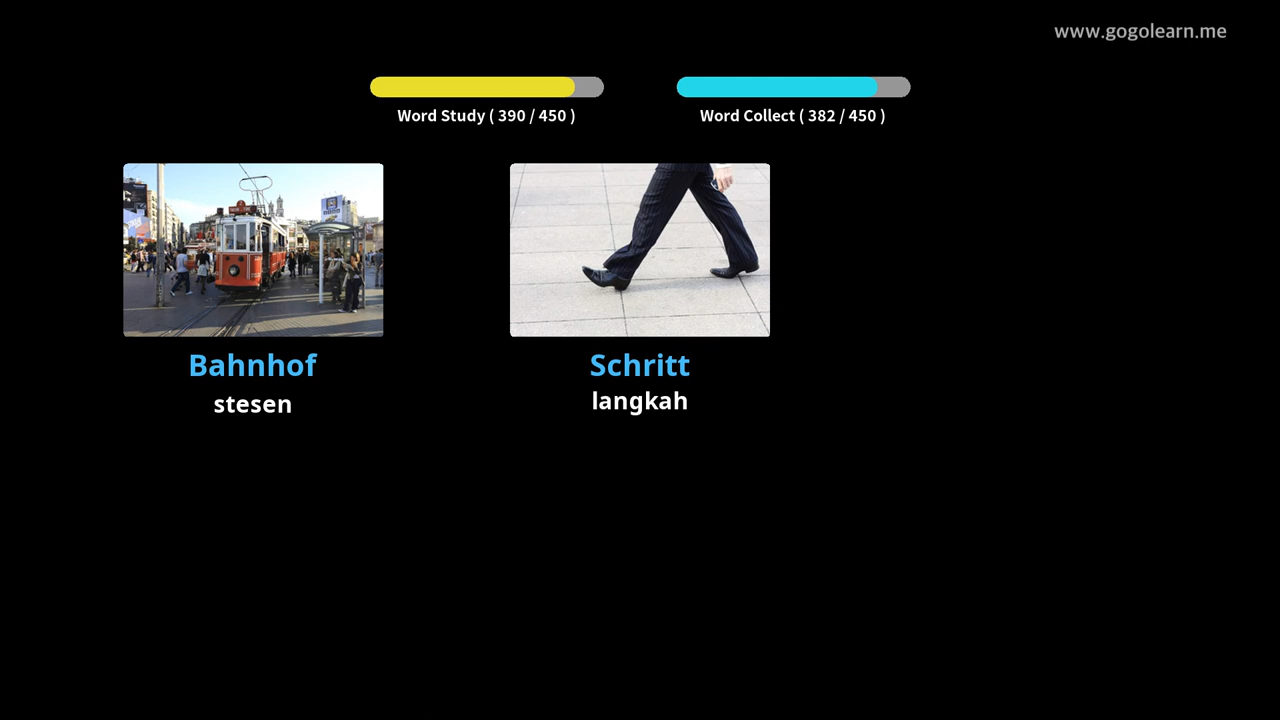 www.gogolearn.me
Word Study ( 390 / 450 )
Word Collect ( 382 / 450 )
Bahnhof
stesen
Schritt
langkah